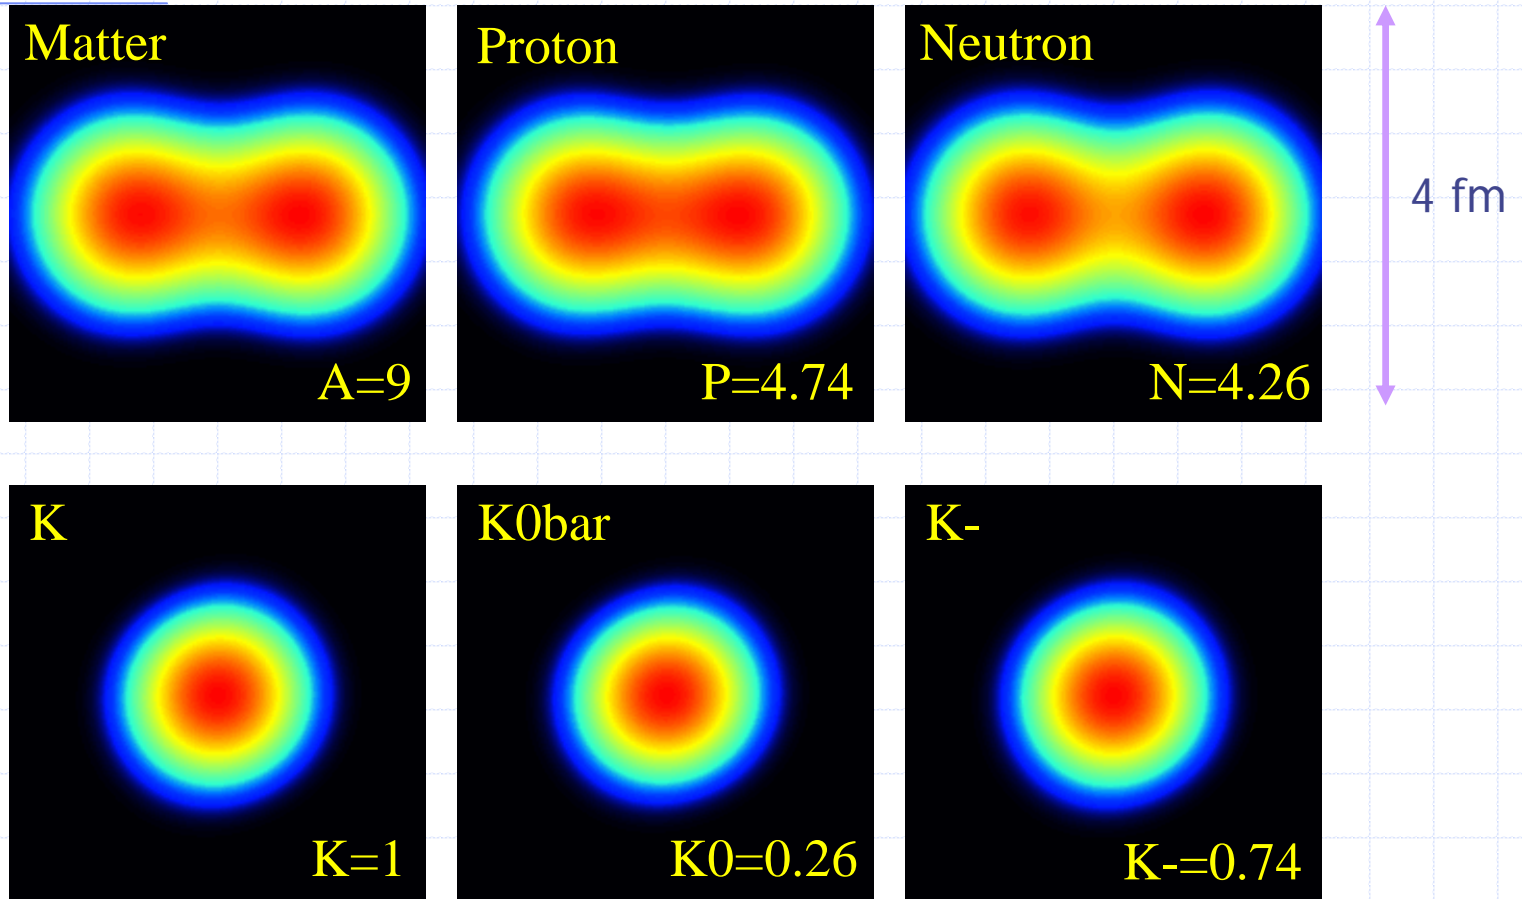 Matter
A=9
Proton
P=4.74
Neutron
N=4.26
4 fm
K
K=1
K0bar
K0=0.26
K-
K-=0.74